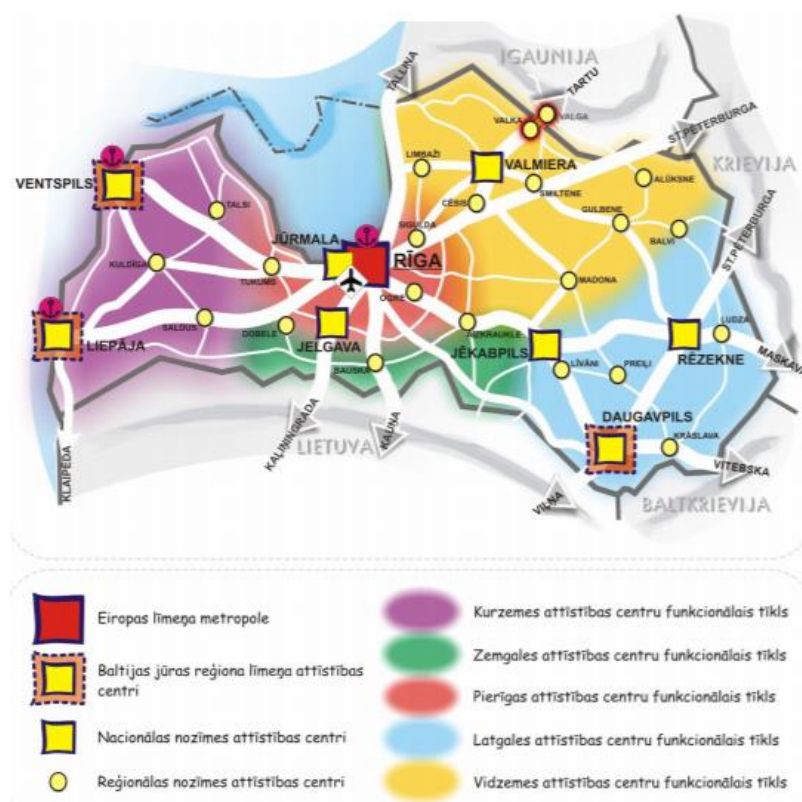 IGAUNIJA
TALLINA
TARTU
VALKA
VALGA
ST.PETERBURGA
KRIEVIJA
VENTSPILS
LIMBAŽI
VALMIERA
ALŪKSNE
TALSI
CĒSIS
SMILTENE
GULBENE
JŪRMALA
SIGULDA
BALVI
ST.PETERBURGA
KULDĪGA
RĪGA
TUKUMS
MADONA
OGRE
SALDUS
DOBELE
AIZKRAUKLE
LUDZA
LIEPĀJA
JELGAVA
JĒKABPILS
RĒZEKNE
MASKAVA
BAUSKA
LĪVĀNI
PREIĻI
KAĻIŅINGRĀDA
LIETUVA
KAUŅA
DAUGAVPILS
KRĀSLAVA
KLAIPĒDA
VITEBSKA
VIĻŅA
BALTKRIEVIJA
Eiropas līmeņa metropole
Baltijas jūras reģiona līmeņa attīstības
centri
Nacionālas nozīmes attīstības centri
Reģionālas nozīmes attīstības centri
Kurzemes attīstības centru funkcionālais tīkls
Zemgales attīstības centru funkcionālais tīkls
Pierīgas attīstības centru funkcionālais tīkls
Latgales attīstības centru funkcionālais tīkls
Vidzemes attīstības centru funkcionālais tīkls